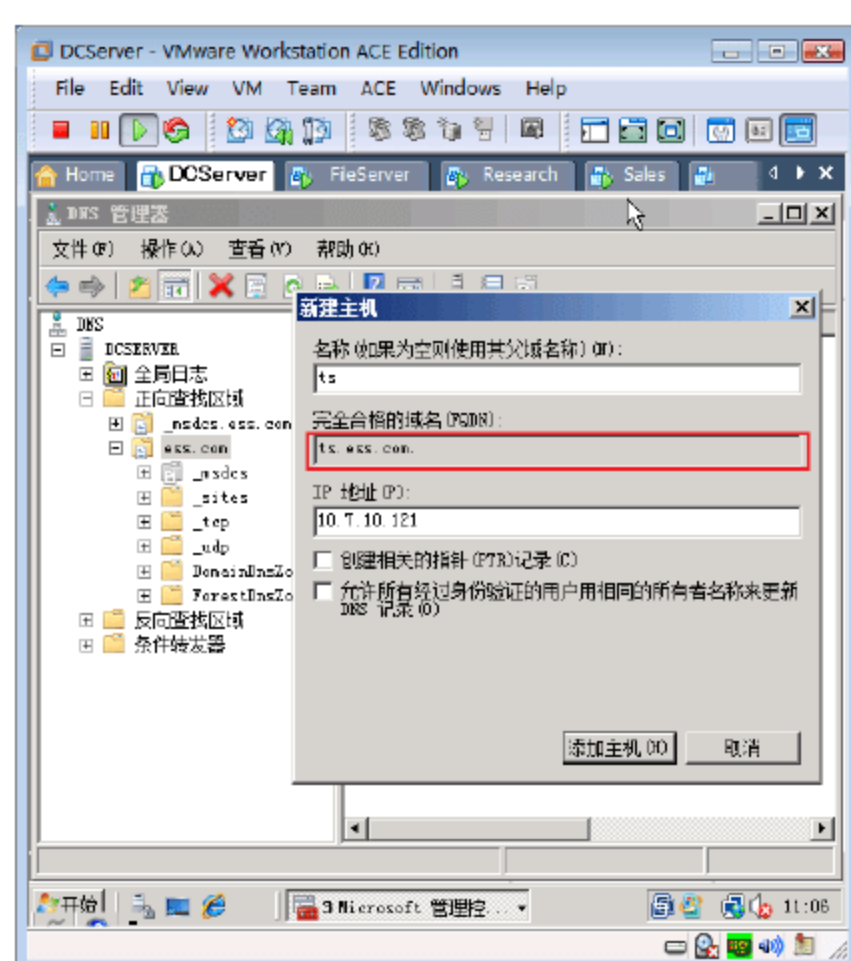 DCServer - VMware Workstation ACE Edition
File Edit View VM Team ACE Windows Help
Home DCServer FileServer Research Sales
DNS 管理器
文件(F) 操作(A) 查看(V) 帮助(H)
新建主机
DNS
DCSERVER
全局日志
正向查找区域
_msdcs.ess.com
ess.com
_msdcs
_sites
_tcp
_udp
DomainDnsZo
ForestDnsZo
反向查找区域
条件转发器
名称(如果为空则使用其父域名称)(N):
ts
完全合格的域名(FQDN):
ts.ess.com.
IP 地址(P):
10.7.10.121
创建相关的指针(PTR)记录(C)
允许所有经过身份验证的用户用相同的所有者名称来更新
DNS 记录(O)
添加主机(H) 取消
开始 3 Microsoft 管理控... 11:06